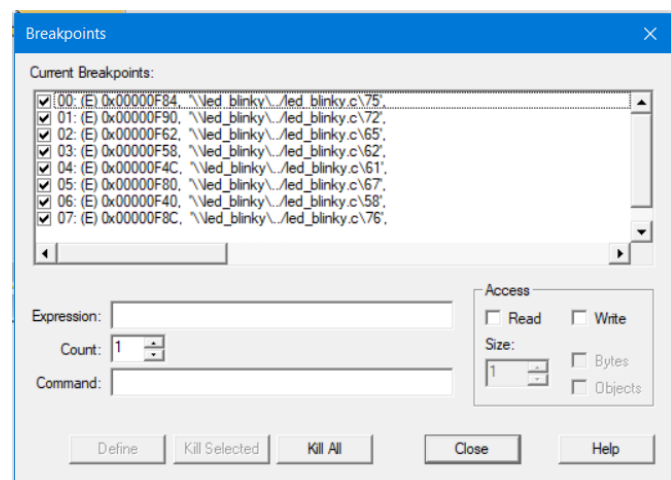 Breakpoints
Current Breakpoints:
00: (E) 0x00000F84, '\\led_blinky\../led_blinky.c\75',
01: (E) 0x00000F90, '\\led_blinky\../led_blinky.c\72',
02: (E) 0x00000F62, '\\led_blinky\../led_blinky.c\65',
03: (E) 0x00000F58, '\\led_blinky\../led_blinky.c\62',
04: (E) 0x00000F4C, '\\led_blinky\../led_blinky.c\61',
05: (E) 0x00000F80, '\\led_blinky\../led_blinky.c\67',
06: (E) 0x00000F40, '\\led_blinky\../led_blinky.c\58',
07: (E) 0x00000F8C, '\\led_blinky\../led_blinky.c\76',
Expression:
Count: 1
Command:
Access
Read Write
Size:
1
Bytes
Objects
Define Kill Selected Kill All Close Help